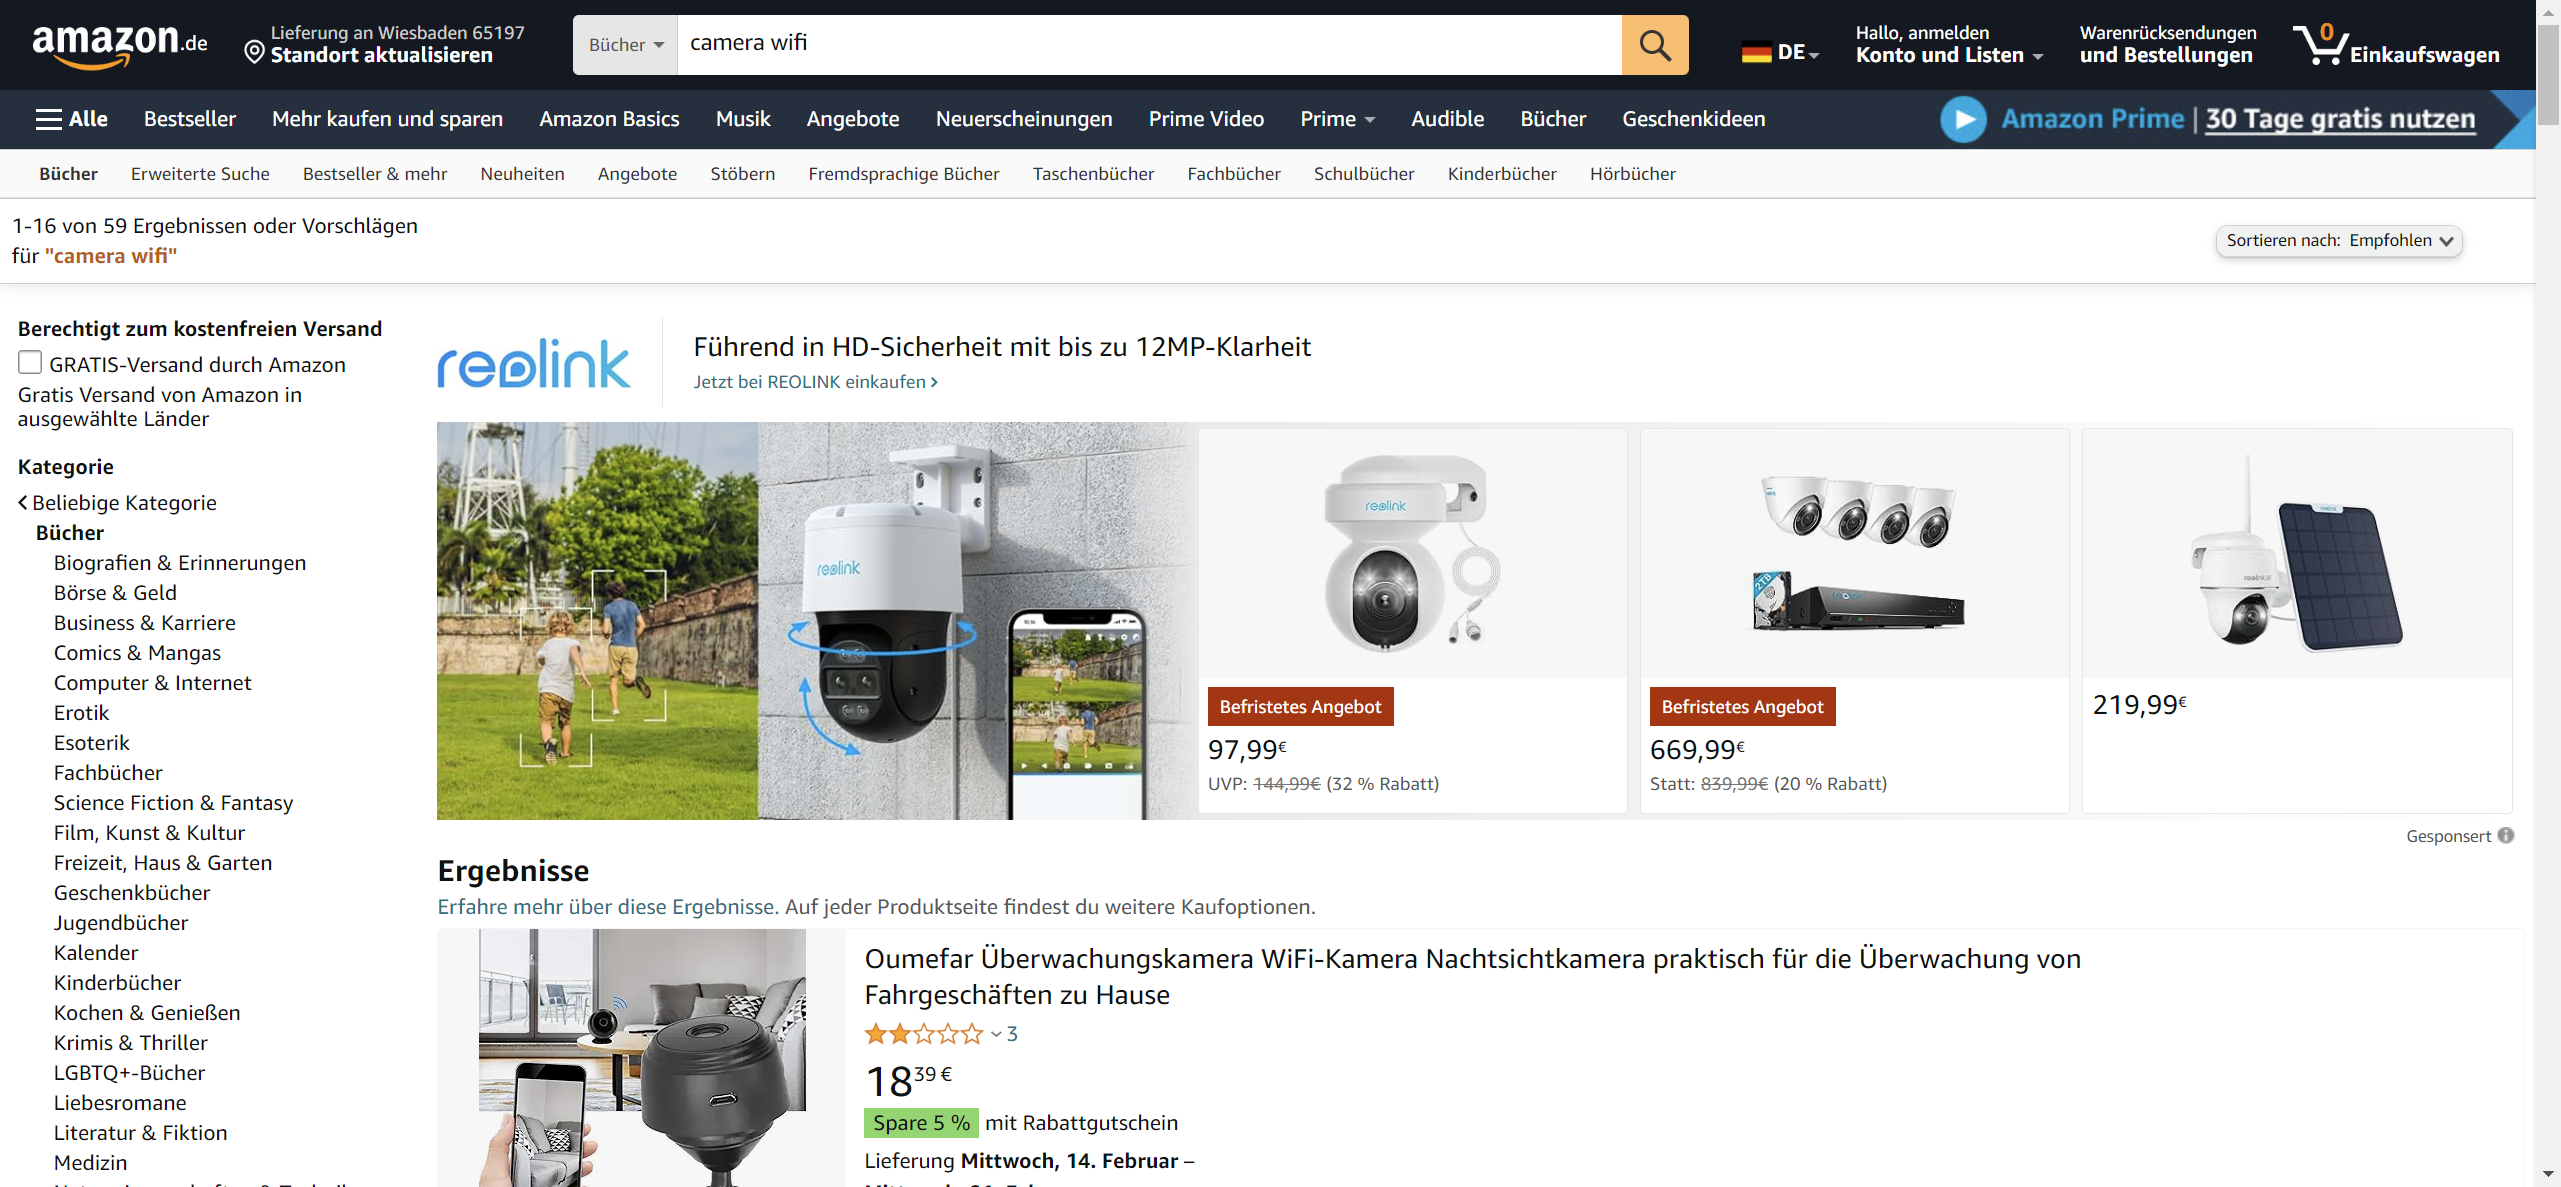 amazon.de
Lieferung an Wiesbaden 65197
Standort aktualisieren
Bücher
camera wifi
DE
Hallo, anmelden
Konto und Listen
Warenrücksendungen
und Bestellungen
0
Einkaufswagen
Alle
Bestseller
Mehr kaufen und sparen
Amazon Basics
Musik
Angebote
Neuerscheinungen
Prime Video
Prime
Audible
Bücher
Geschenkideen
Amazon Prime | 30 Tage gratis nutzen
Bücher
Erweiterte Suche
Bestseller & mehr
Neuheiten
Angebote
Stöbern
Fremdsprachige Bücher
Taschenbücher
Fachbücher
Schulbücher
Kinderbücher
Hörbücher
1-16 von 59 Ergebnissen oder Vorschlägen
für "camera wifi"
Sortieren nach: Empfohlen
Berechtigt zum kostenfreien Versand
GRATIS-Versand durch Amazon
Gratis Versand von Amazon in
ausgewählte Länder
Kategorie
Beliebige Kategorie
Bücher
Biografien & Erinnerungen
Börse & Geld
Business & Karriere
Comics & Mangas
Computer & Internet
Erotik
Esoterik
Fachbücher
Science Fiction & Fantasy
Film, Kunst & Kultur
Freizeit, Haus & Garten
Geschenkbücher
Jugendbücher
Kalender
Kinderbücher
Kochen & Genießen
Krimis & Thriller
LGBTQ+-Bücher
Liebesromane
Literatur & Fiktion
Medizin
reolink
Führend in HD-Sicherheit mit bis zu 12MP-Klarheit
Jetzt bei REOLINK einkaufen
reolink
reolink
Befristetes Angebot
97,99€
UVP: 144,99€ (32 % Rabatt)
2TB
Befristetes Angebot
669,99€
Statt: 839,99€ (20 % Rabatt)
reolink
219,99€
Gesponsert
Ergebnisse
Erfahre mehr über diese Ergebnisse. Auf jeder Produktseite findest du weitere Kaufoptionen.
Oumefar Überwachungskamera WiFi-Kamera Nachtsichtkamera praktisch für die Überwachung von
Fahrgeschäften zu Hause
3
18 39 €
Spare 5 % mit Rabattgutschein
Lieferung Mittwoch, 14. Februar –